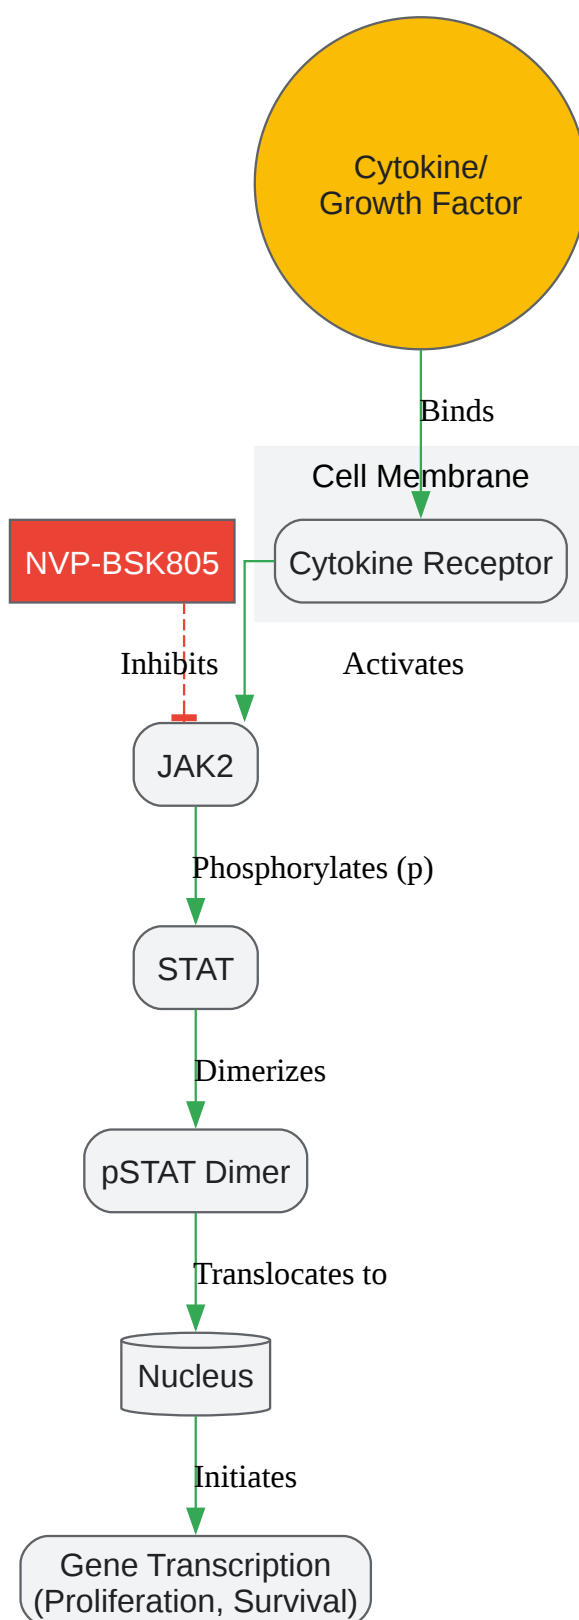 Cytokine/
Growth Factor
Binds
Cell Membrane
NVP-BSK805
Cytokine Receptor
Inhibits
Activates
JAK2
Phosphorylates (p)
STAT
Dimerizes
pSTAT Dimer
Translocates to
Nucleus
Initiates
Gene Transcription
(Proliferation, Survival)